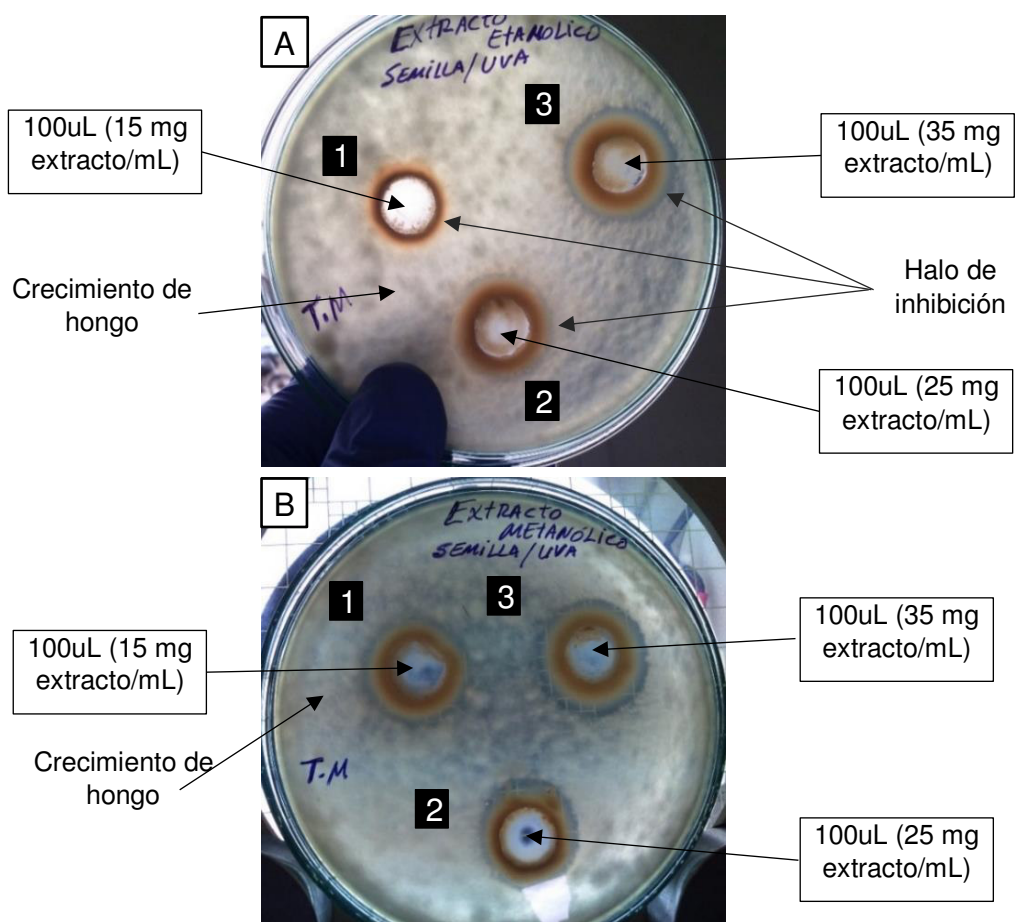 A
EXTRACTO
ETANOLICO
SEMILLA/UVA
3
100uL (15 mg
extracto/mL)
1
100uL (35 mg
extracto/mL)
Crecimiento de
hongo
T.M
Halo de
inhibición
2
100uL (25 mg
extracto/mL)
B
EXTRACTO
METANÓLICO
SEMILLA/UVA
1
3
100uL (15 mg
extracto/mL)
100uL (35 mg
extracto/mL)
Crecimiento de
hongo
T.M
2
100uL (25 mg
extracto/mL)